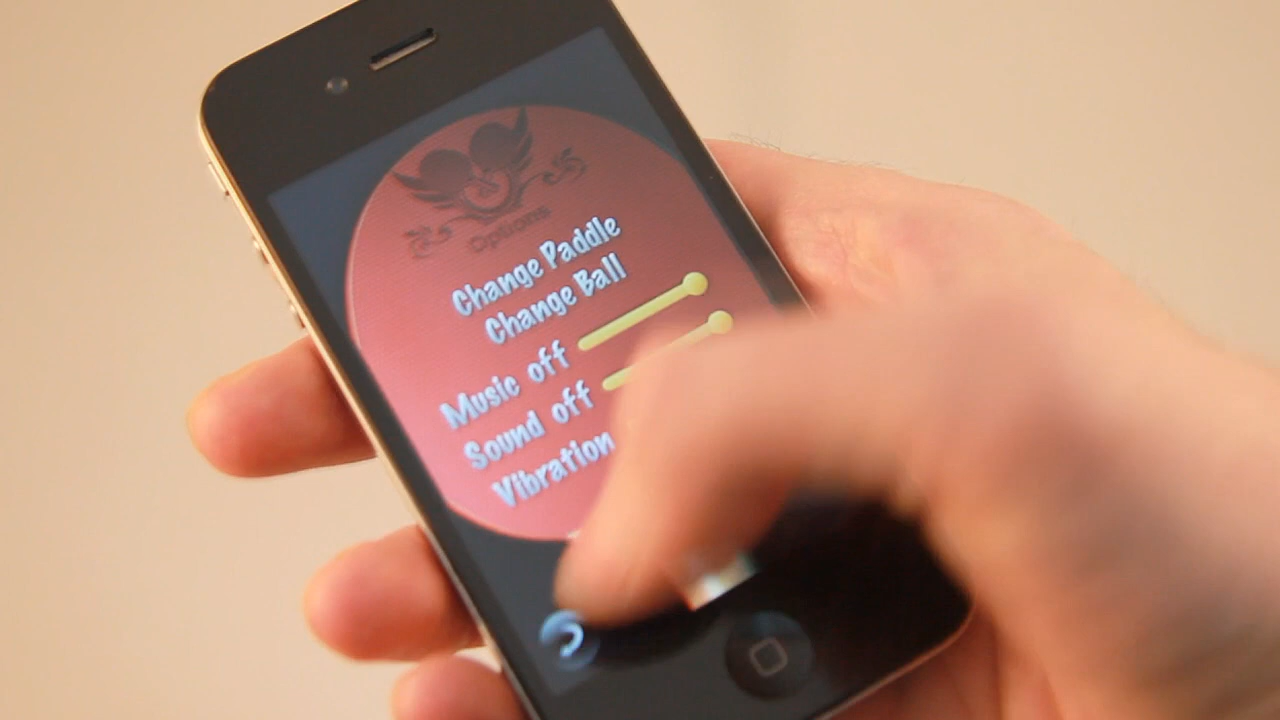 Options
Change Paddle
Change Ball
Music off
Sound off
Vibration